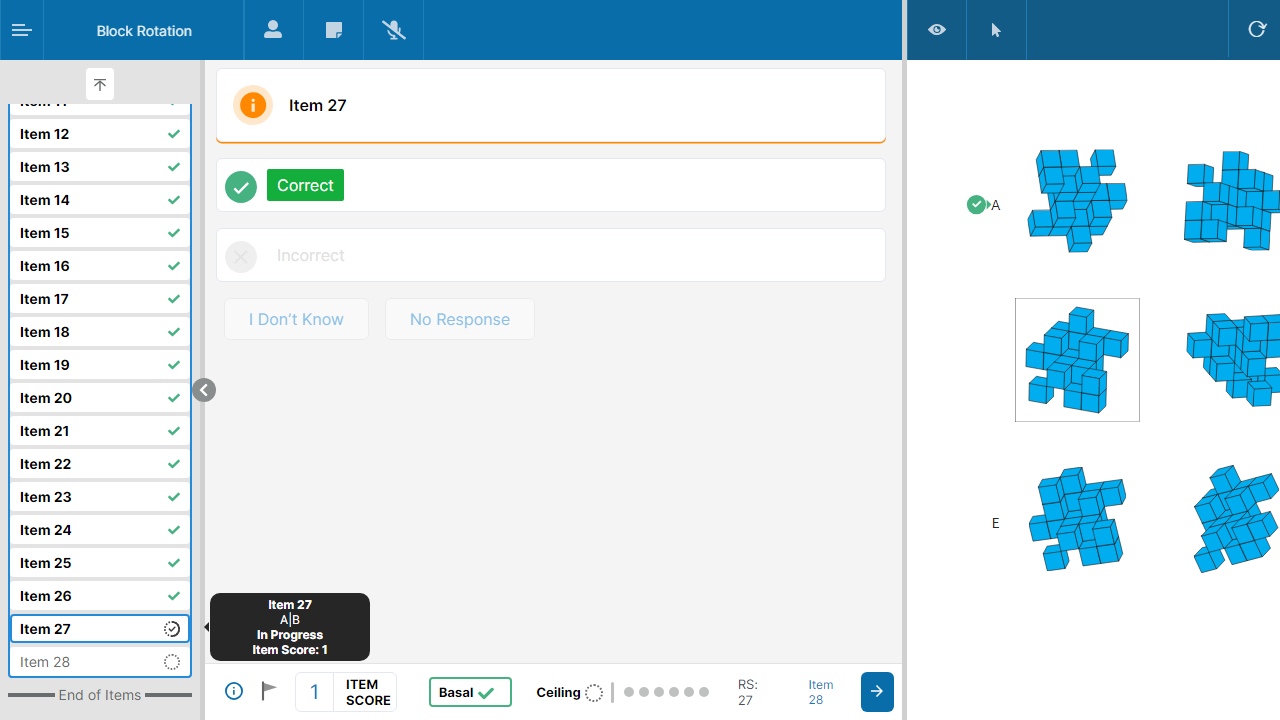 Block Rotation
Item 12
Item 13
Item 14
Item 15
Item 16
Item 17
Item 18
Item 19
Item 20
Item 21
Item 22
Item 23
Item 24
Item 25
Item 26
Item 27
Item 28
End of Items
Item 27
Correct
Incorrect
I Don't Know
No Response
Item 27
A|B
In Progress
Item Score: 1
1
ITEM
SCORE
Basal
Ceiling
RS:
27
Item
28
A
E